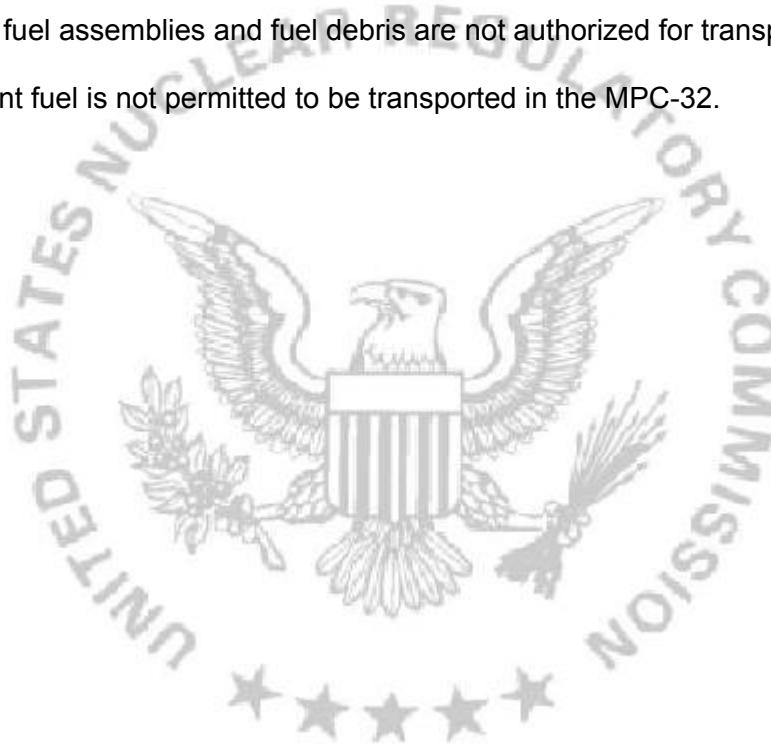 fuel assemblies and fuel debris are not authorized for transp
nt fuel is not permitted to be transported in the MPC-32.
UNITED STATES NUCLEAR REGULATORY COMMISSION